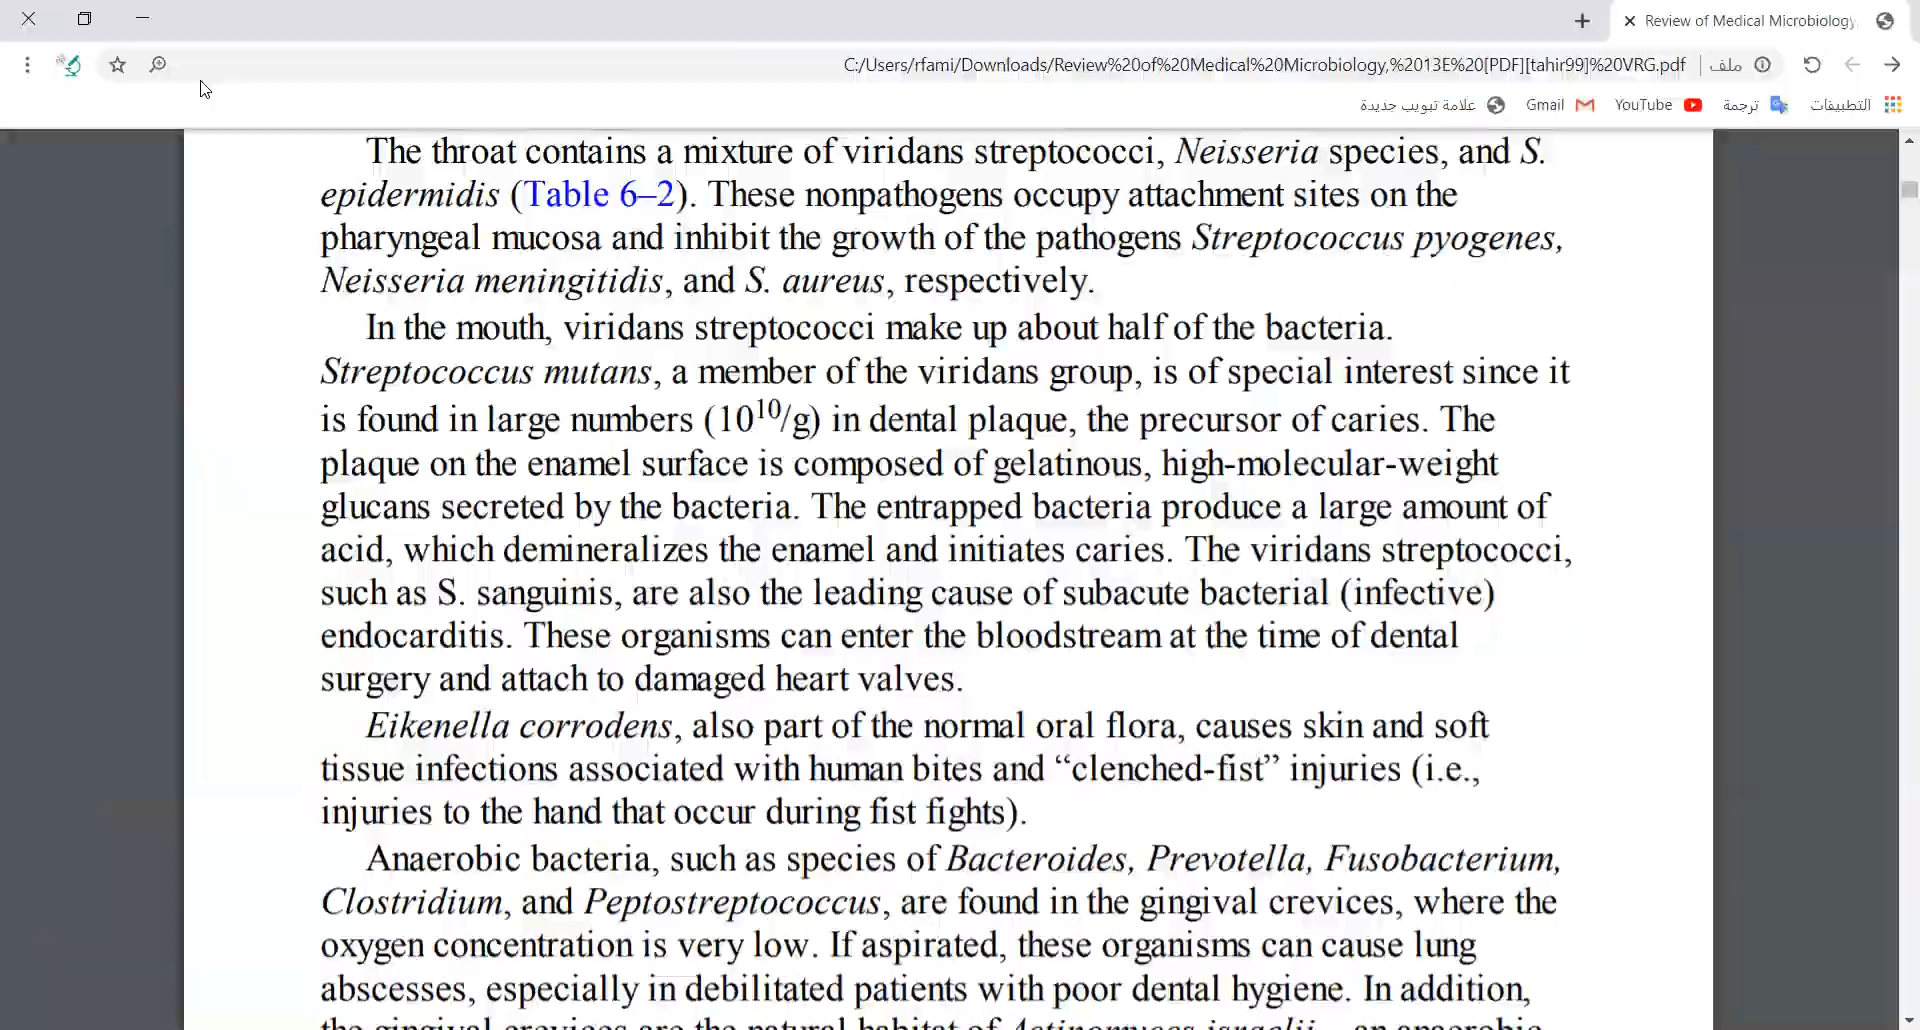 Review of Medical Microbiology
C:/Users/rfami/Downloads/Review%20of%20Medical%20Microbiology,%2013E%20[PDF][tahir99]%20VRG.pdf | ملف
التطبيقات ترجمة YouTube Gmail علامة تبويب جديدة
The throat contains a mixture of viridans streptococci, Neisseria species, and S.
epidermidis (Table 6–2). These nonpathogens occupy attachment sites on the
pharyngeal mucosa and inhibit the growth of the pathogens Streptococcus pyogenes,
Neisseria meningitidis, and S. aureus, respectively.
In the mouth, viridans streptococci make up about half of the bacteria.
Streptococcus mutans, a member of the viridans group, is of special interest since it
is found in large numbers (10¹⁰/g) in dental plaque, the precursor of caries. The
plaque on the enamel surface is composed of gelatinous, high-molecular-weight
glucans secreted by the bacteria. The entrapped bacteria produce a large amount of
acid, which demineralizes the enamel and initiates caries. The viridans streptococci,
such as S. sanguinis, are also the leading cause of subacute bacterial (infective)
endocarditis. These organisms can enter the bloodstream at the time of dental
surgery and attach to damaged heart valves.
Eikenella corrodens, also part of the normal oral flora, causes skin and soft
tissue infections associated with human bites and “clenched-fist” injuries (i.e.,
injuries to the hand that occur during fist fights).
Anaerobic bacteria, such as species of Bacteroides, Prevotella, Fusobacterium,
Clostridium, and Peptostreptococcus, are found in the gingival crevices, where the
oxygen concentration is very low. If aspirated, these organisms can cause lung
abscesses, especially in debilitated patients with poor dental hygiene. In addition,
the gingival crevices are the natural habitat of Actinomyces israelii—an anaerobic